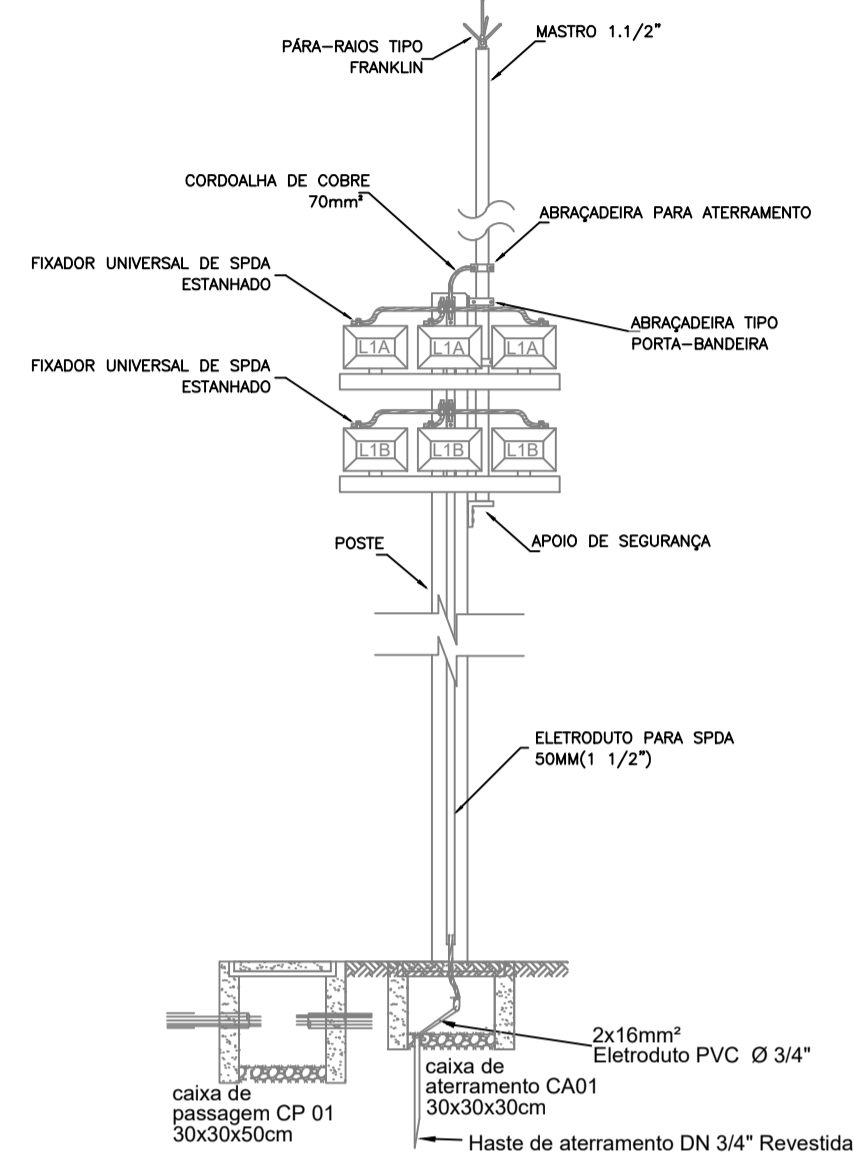 PÁRA-RAIOS TIPO
FRANKLIN
MASTRO 1.1/2"
CORDOALHA DE COBRE
70mm²
ABRAÇADEIRA PARA ATERRAMENTO
FIXADOR UNIVERSAL DE SPDA
ESTANHADO
ABRAÇADEIRA TIPO
PORTA-BANDEIRA
L1A L1A L1A
FIXADOR UNIVERSAL DE SPDA
ESTANHADO
L1B L1B L1B
POSTE
APOIO DE SEGURANÇA
ELETRODUTO PARA SPDA
50MM(1 1/2")
2x16mm²
Eletroduto PVC Ø 3/4"
caixa de
passagem CP 01
30x30x50cm
caixa de
aterramento CA01
30x30x30cm
Haste de aterramento DN 3/4" Revestida